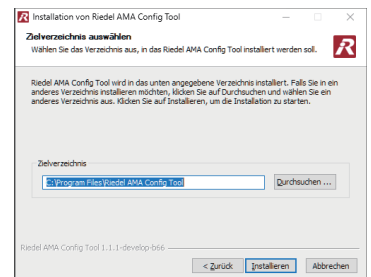 Installation von Riedel AMA Config Tool
Zielverzeichnis auswählen
Wählen Sie das Verzeichnis aus, in das Riedel AMA Config Tool installiert werden soll.
Riedel AMA Config Tool wird in das unten angegebene Verzeichnis installiert. Falls Sie in ein
anderes Verzeichnis installieren möchten, klicken Sie auf Durchsuchen und wählen Sie ein
anderes Verzeichnis aus. Klicken Sie auf Installieren, um die Installation zu starten.
Zielverzeichnis
C:\Program Files\Riedel AMA Config Tool
Durchsuchen ...
Riedel AMA Config Tool 1.1.1-develop-b66
< Zurück Installieren Abbrechen